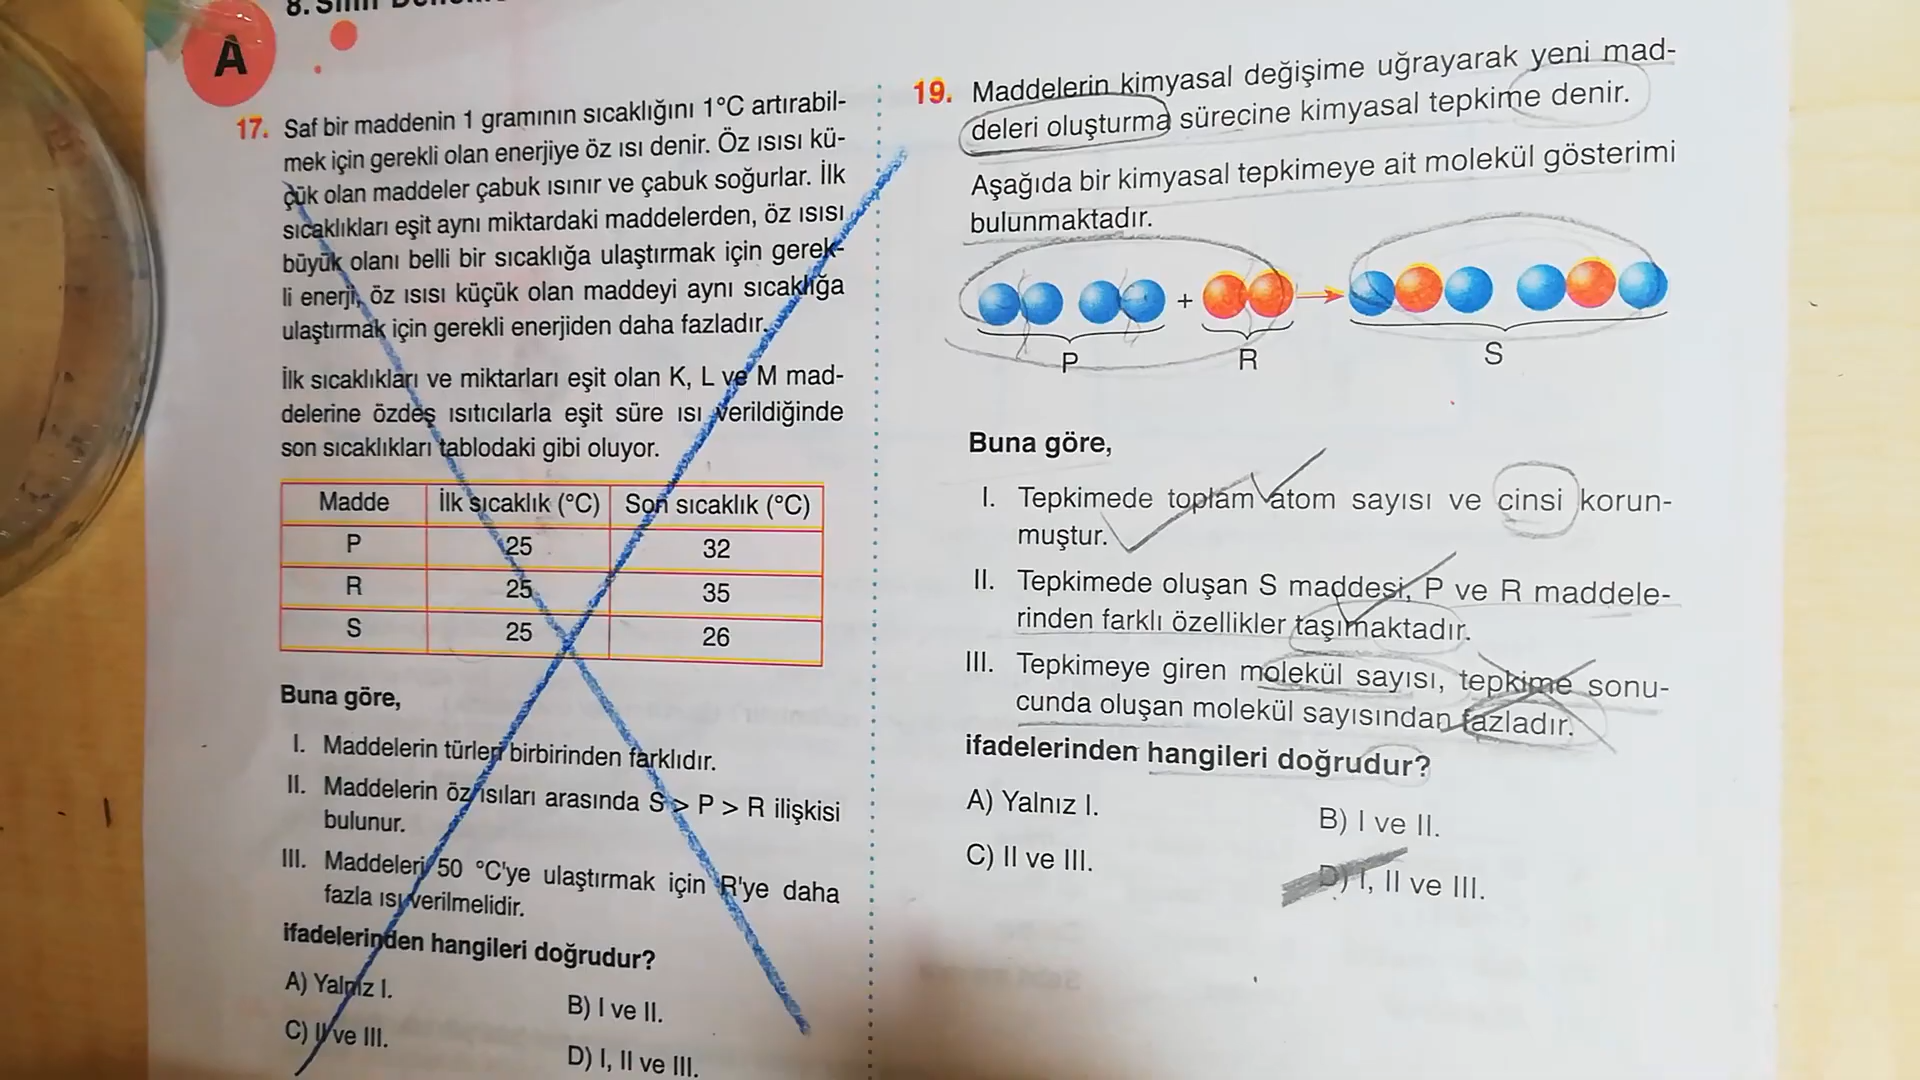 A
17. Saf bir maddenin 1 gramının sıcaklığını 1°C artırabil-
mek için gerekli olan enerjiye öz ısı denir. Öz ısısı kü-
çük olan maddeler çabuk ısınır ve çabuk soğurlar. İlk
sıcaklıkları eşit aynı miktardaki maddelerden, öz ısısı
büyük olanı belli bir sıcaklığa ulaştırmak için gerek-
li enerji, öz ısısı küçük olan maddeyi aynı sıcaklığa
ulaştırmak için gerekli enerjiden daha fazladır.
İlk sıcaklıkları ve miktarları eşit olan K, L ve M mad-
delerine özdeş ısıtıcılarla eşit süre ısı verildiğinde
son sıcaklıkları tablodaki gibi oluyor.
Madde İlk sıcaklık (°C) Son sıcaklık (°C)
P 25 32
R 25 35
S 25 26
Buna göre,
I. Maddelerin türleri birbirinden farklıdır.
II. Maddelerin öz ısıları arasında S > P > R ilişkisi
bulunur.
III. Maddeleri 50 °C'ye ulaştırmak için R'ye daha
fazla ısı verilmelidir.
ifadelerinden hangileri doğrudur?
A) Yalnız I.
B) I ve II.
C) II ve III.
D) I, II ve III.
19. Maddelerin kimyasal değişime uğrayarak yeni mad-
deleri oluşturma sürecine kimyasal tepkime denir.
Aşağıda bir kimyasal tepkimeye ait molekül gösterimi
bulunmaktadır.
+
P R S
Buna göre,
I. Tepkimede toplam atom sayısı ve cinsi korun-
muştur.
II. Tepkimede oluşan S maddesi, P ve R maddele-
rinden farklı özellikler taşımaktadır.
III. Tepkimeye giren molekül sayısı, tepkime sonu-
cunda oluşan molekül sayısından fazladır.
ifadelerinden hangileri doğrudur?
A) Yalnız I.
B) I ve II.
C) II ve III.
D) I, II ve III.